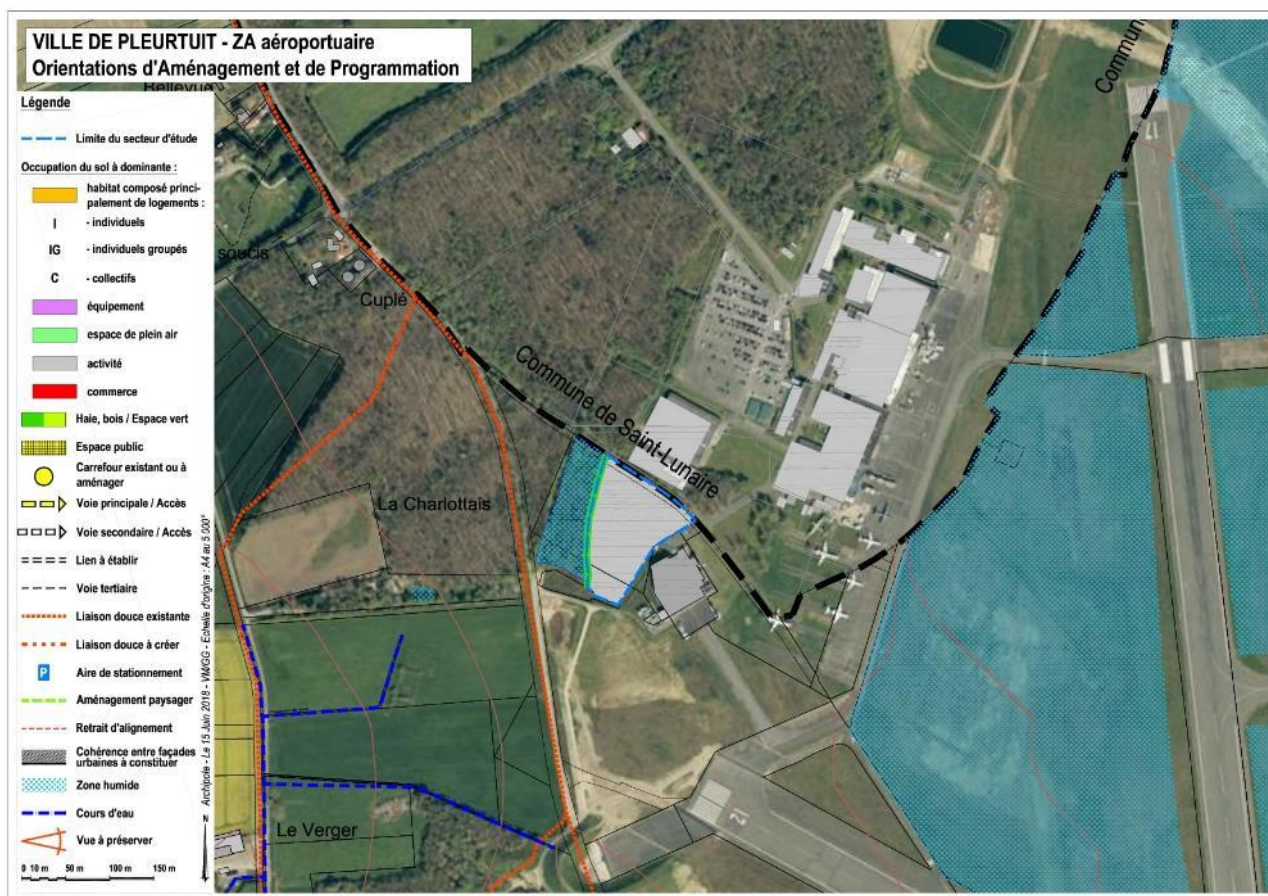 VILLE DE PLEURTUIT - ZA aéroportuaire
Orientations d'Aménagement et de Programmation
Bellevue
Légende
Limite du secteur d'étude
Occupation du sol à dominante :
habitat composé princi-
palement de logements :
I - individuels
IG - individuels groupés
C - collectifs
équipement
espace de plein air
activité
commerce
Haie, bois / Espace vert
Espace public
Carrefour existant ou à
aménager
Voie principale / Accès
Voie secondaire / Accès
Lien à établir
Voie tertiaire
Liaison douce existante
Liaison douce à créer
P Aire de stationnement
Aménagement paysager
Retrait d'alignement
Cohérence entre façades
urbaines à constituer
Zone humide
Cours d'eau
Vue à préserver
0 10 m 50 m 100 m 150 m
N
Archipole - Le 15 Juin 2018 - VM/GG - Echelle d'origine : A4 au 5 000°
soucis
Cuplé
Commune de Saint-Lunaire
Commune
La Charlottais
Le Verger